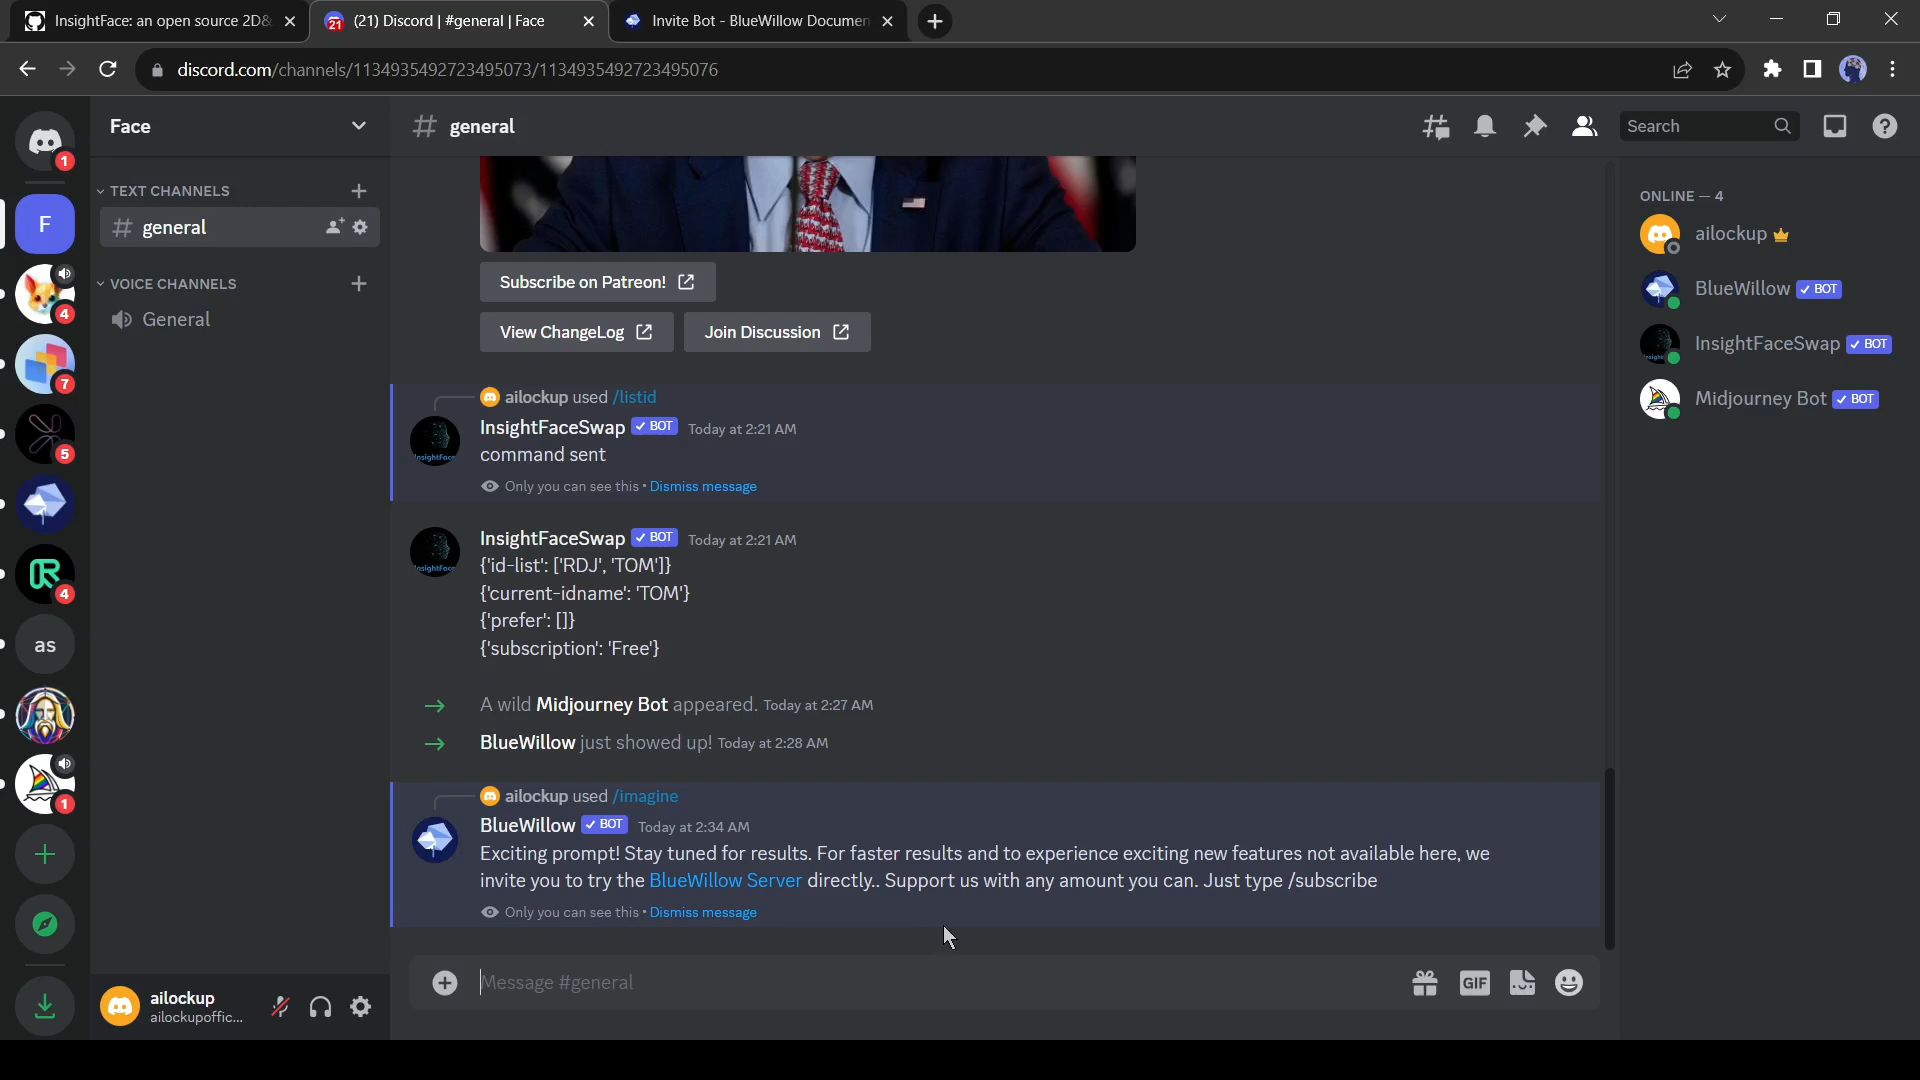 InsightFace: an open source 2D&
(21) Discord | #general | Face
Invite Bot - BlueWillow Documen
discord.com/channels/1134935492723495073/1134935492723495076
Face
general
Search
1
TEXT CHANNELS
general
VOICE CHANNELS
General
F
4
7
5
4
as
1
Subscribe on Patreon!
View ChangeLog
Join Discussion
ailockup used /listid
InsightFaceSwap BOT Today at 2:21 AM
command sent
Only you can see this • Dismiss message
InsightFaceSwap BOT Today at 2:21 AM
{'id-list': ['RDJ', 'TOM']}
{'current-idname': 'TOM'}
{'prefer': []}
{'subscription': 'Free'}
A wild Midjourney Bot appeared. Today at 2:27 AM
BlueWillow just showed up! Today at 2:28 AM
ailockup used /imagine
BlueWillow BOT Today at 2:34 AM
Exciting prompt! Stay tuned for results. For faster results and to experience exciting new features not available here, we
invite you to try the BlueWillow Server directly.. Support us with any amount you can. Just type /subscribe
Only you can see this • Dismiss message
Message #general
GIF
ailockup
ailockupoffic...
ONLINE — 4
ailockup
BlueWillow BOT
InsightFaceSwap BOT
Midjourney Bot BOT